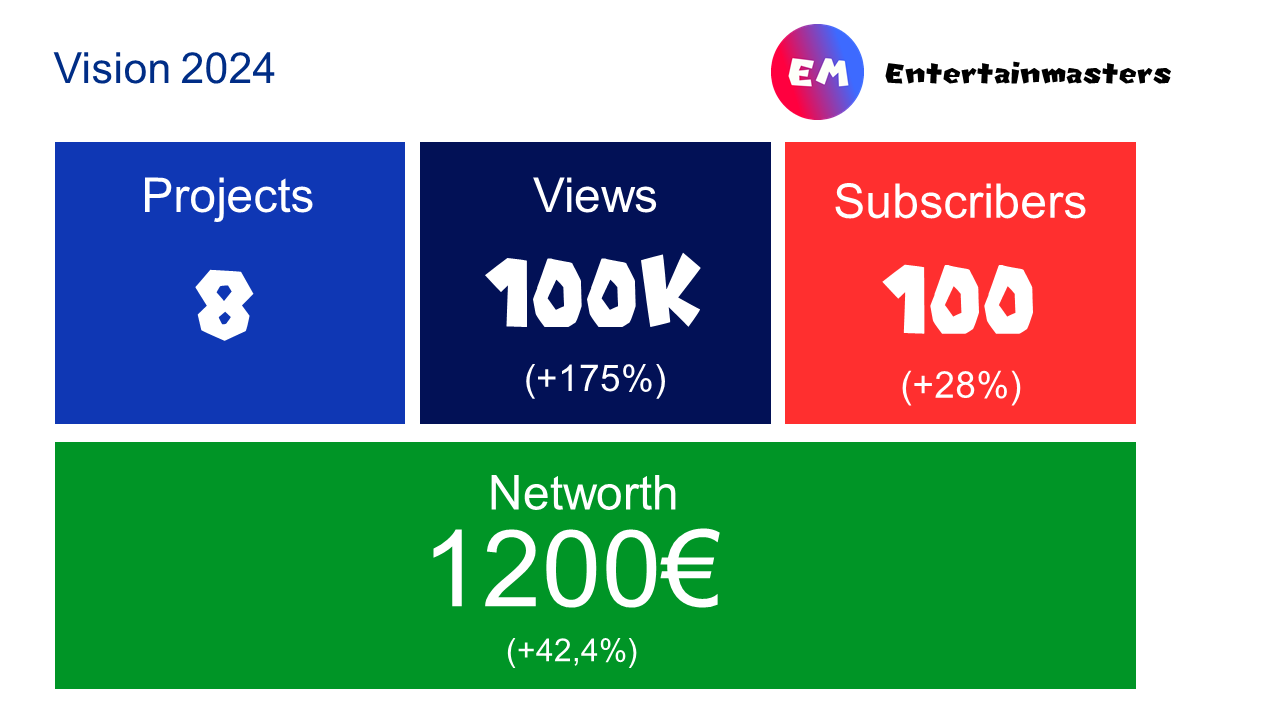 Vision 2024
EM
Entertainmasters
Projects
8
Views
100K
(+175%)
Subscribers
100
(+28%)
Networth
1200€
(+42,4%)